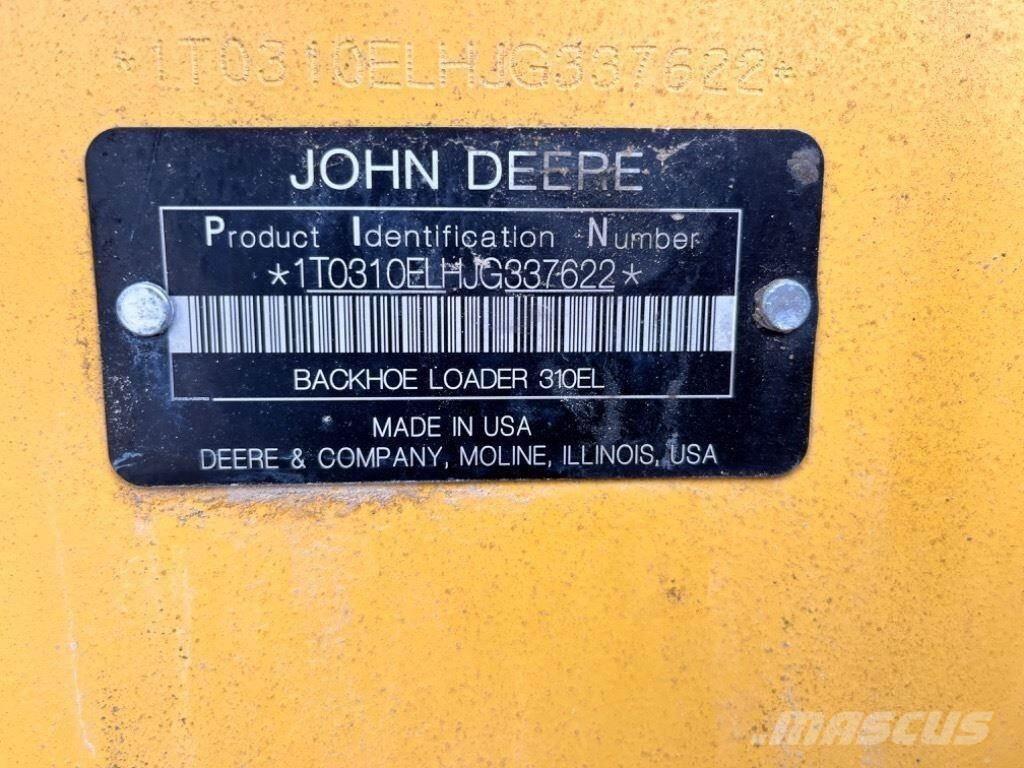 *1T0310ELHJG337622*
JOHN DEERE
Product Identification Number
*1T0310ELHJG337622*
BACKHOE LOADER 310EL
MADE IN USA
DEERE & COMPANY, MOLINE, ILLINOIS, USA
MASCUS